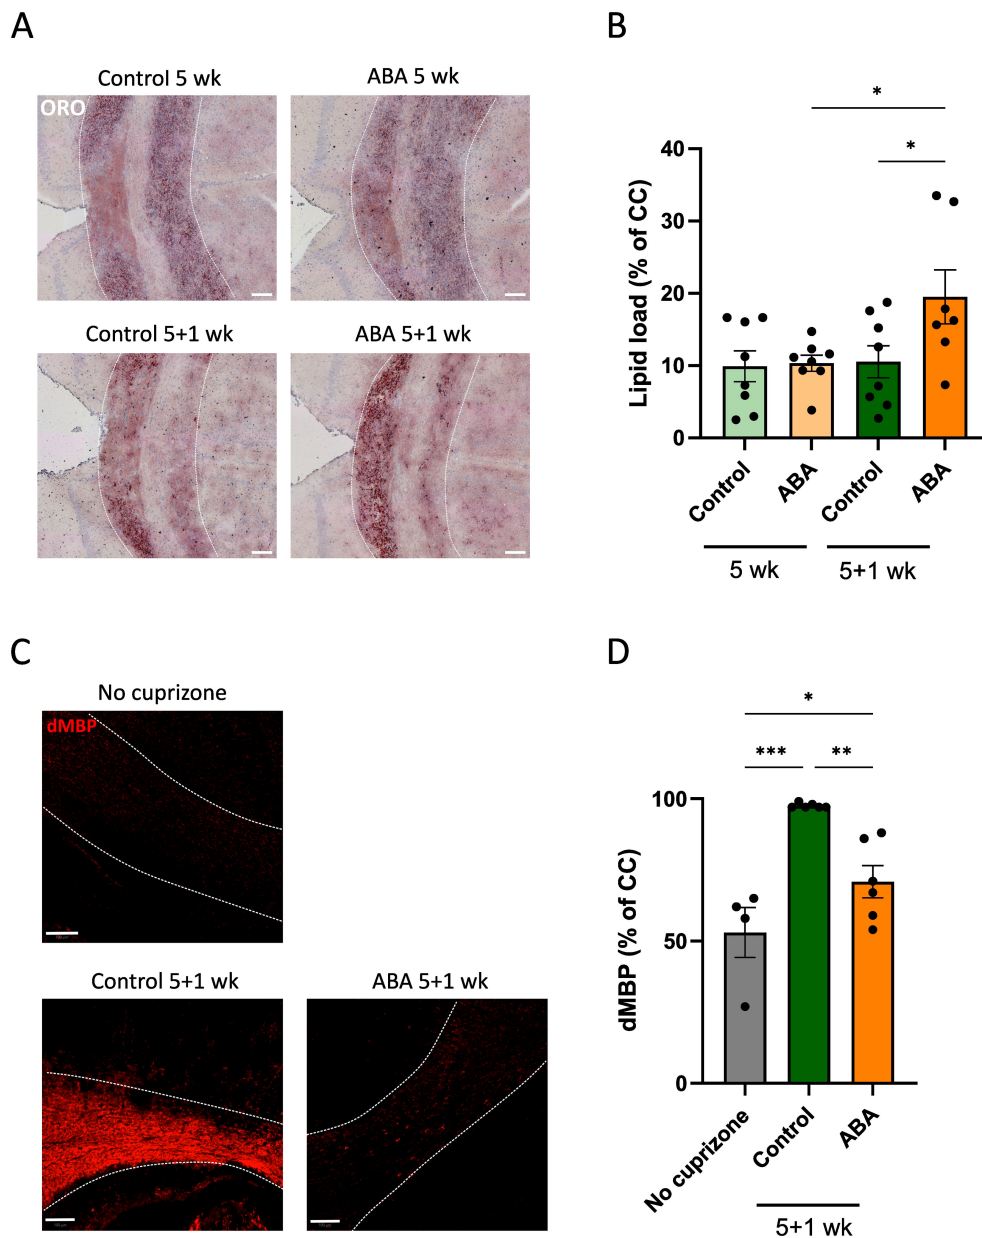 A
Control 5 wk
ABA 5 wk
ORO
Control 5+1 wk
ABA 5+1 wk
B
*
*
Lipid load (% of CC)
40
30
20
10
0
Control
ABA
Control
ABA
5 wk
5+1 wk
C
No cuprizone
dMBP
Control 5+1 wk
ABA 5+1 wk
D
*
***
**
dMBP (% of CC)
100
50
0
No cuprizone
Control
ABA
5+1 wk